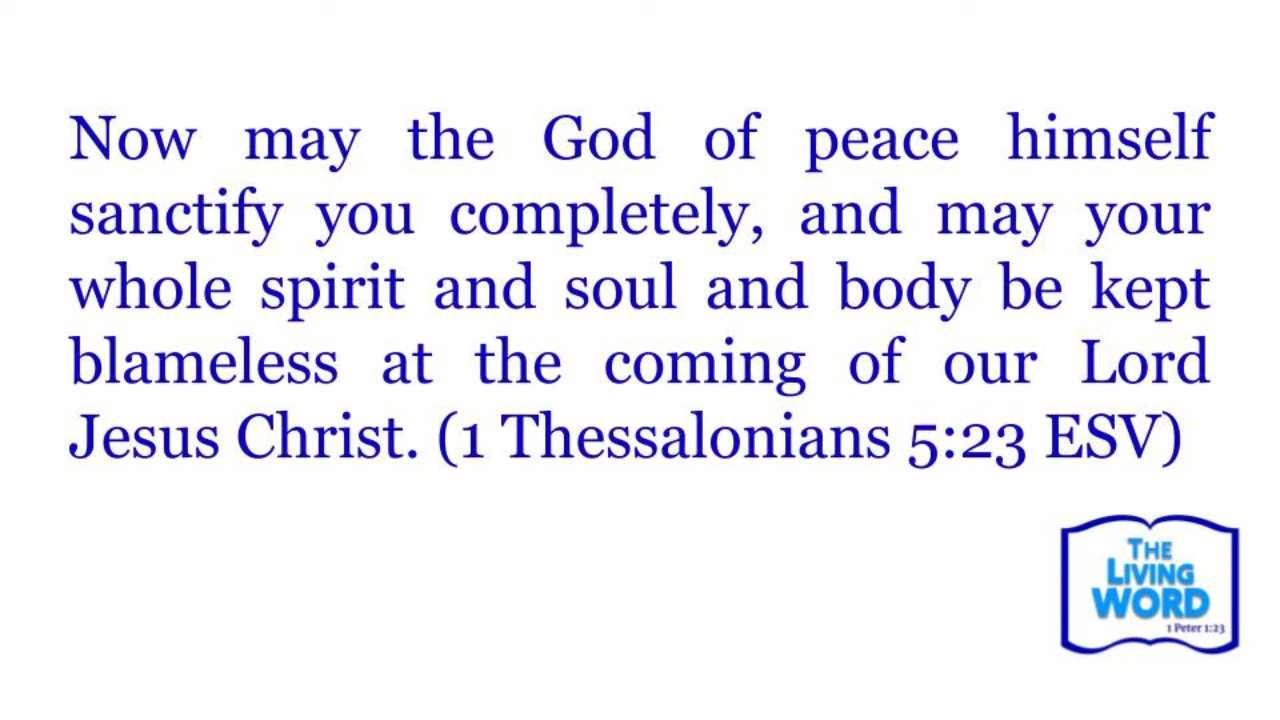 Now may the God of peace himself
sanctify you completely, and may your
whole spirit and soul and body be kept
blameless at the coming of our Lord
Jesus Christ. (1 Thessalonians 5:23 ESV)
THE
LIVING
WORD
1 Peter 1:23